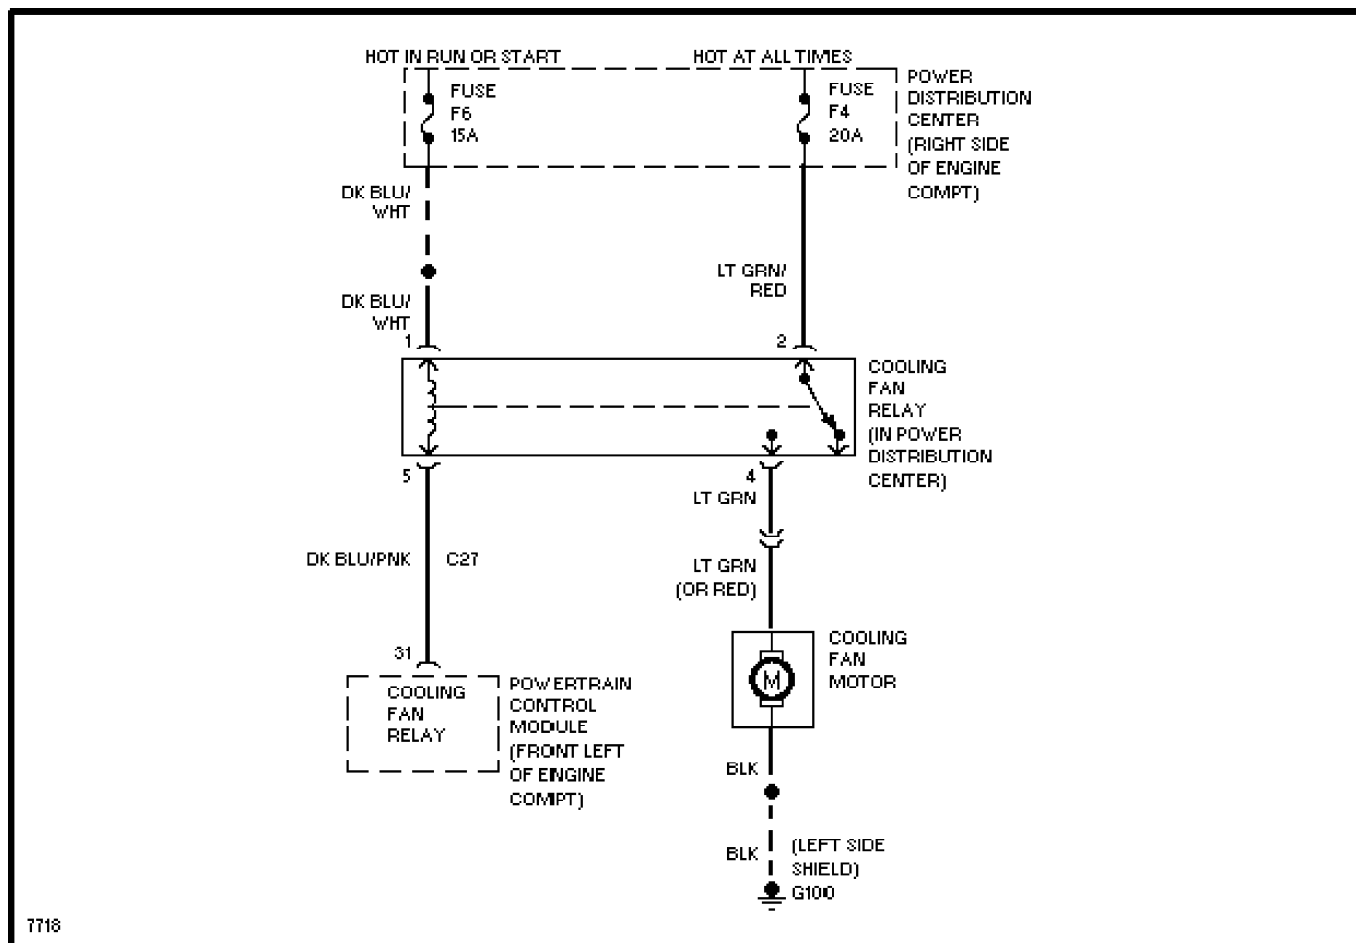 HOT IN RUN OR START
HOT AT ALL TIMES
FUSE
F6
15A
FUSE
F4
20A
POWER
DISTRIBUTION
CENTER
(RIGHT SIDE
OF ENGINE
COMPT)
DK BLU/
WHT
LT GRN/
RED
DK BLU/
WHT
1
2
COOLING
FAN
RELAY
(IN POWER
DISTRIBUTION
CENTER)
5
4
LT GRN
DK BLU/PNK
C27
LT GRN
(OR RED)
31
COOLING
FAN
RELAY
POWERTRAIN
CONTROL
MODULE
(FRONT LEFT
OF ENGINE
COMPT)
COOLING
FAN
MOTOR
M
BLK
BLK
(LEFT SIDE
SHIELD)
G100
7718